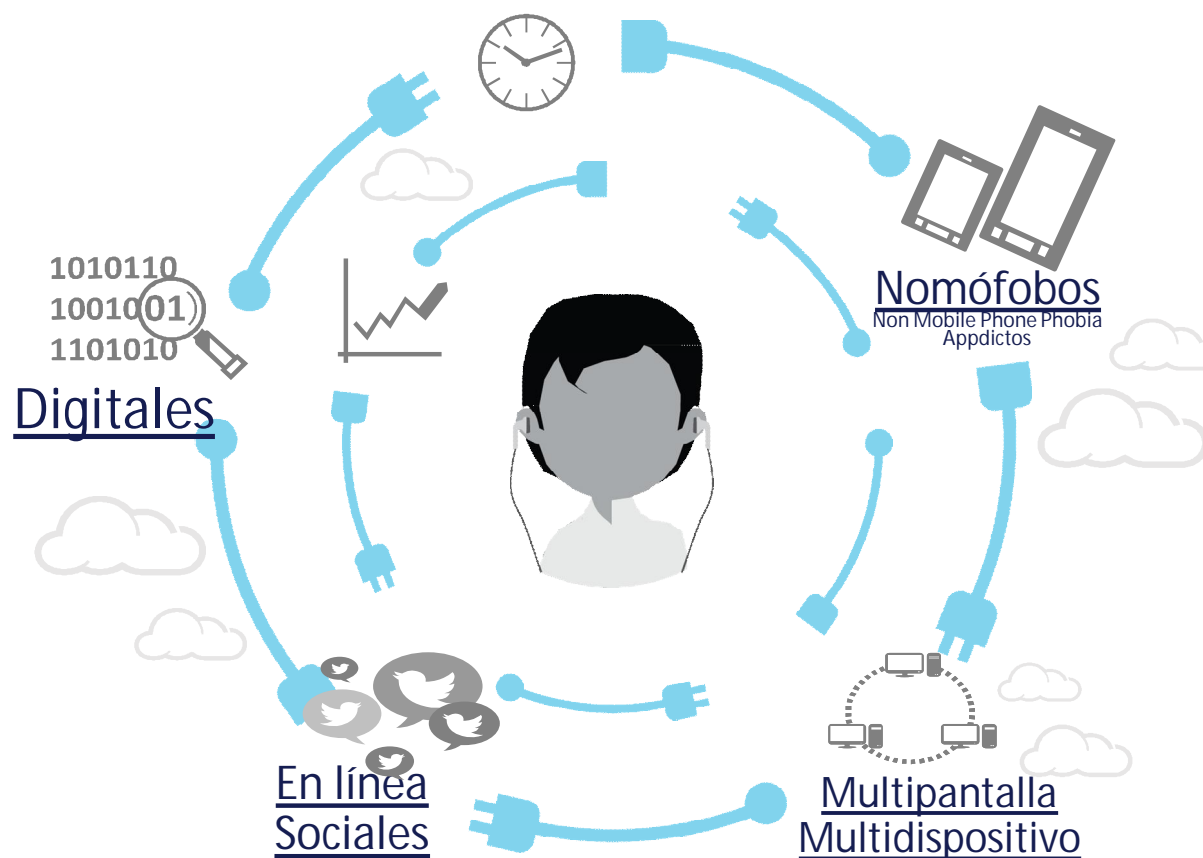 Nomófobos
Non Mobile Phone Phobia
Appdictos
1010110
1001001
1101010
Digitales
En línea
Sociales
Multipantalla
Multidispositivo